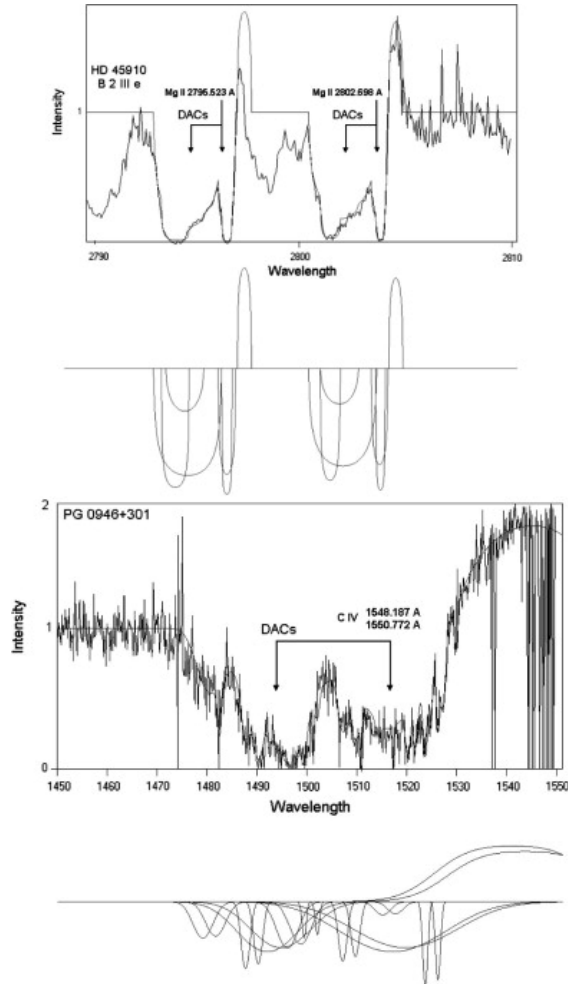 HD 45910
B 2 III e
Mg II 2795.523 A
Mg II 2802.698 A
DACs
DACs
Intensity
1
2790
2800
2810
Wavelength
PG 0946+301
2
1
0
Intensity
DACs
C IV
1548.187 A
1550.772 A
1450
1460
1470
1480
1490
1500
1510
1520
1530
1540
1550
Wavelength